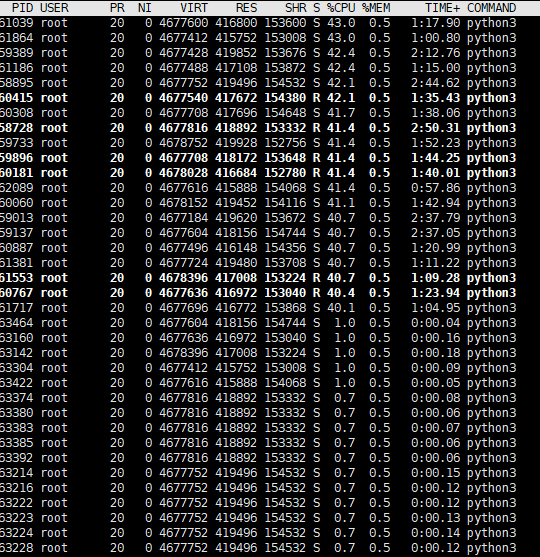 PID USER PR NI VIRT RES SHR S %CPU %MEM TIME+ COMMAND
61039 root 20 0 4677600 416800 153600 S 43.0 0.5 1:17.90 python3
61864 root 20 0 4677412 415752 153008 S 43.0 0.5 1:00.80 python3
59389 root 20 0 4677428 419852 153676 S 42.4 0.5 2:12.76 python3
61186 root 20 0 4677488 417108 153872 S 42.4 0.5 1:15.00 python3
58895 root 20 0 4677752 419496 154532 S 42.1 0.5 2:44.62 python3
60415 root 20 0 4677540 417672 154380 R 42.1 0.5 1:35.43 python3
60308 root 20 0 4677708 417696 154648 S 41.7 0.5 1:38.06 python3
58728 root 20 0 4677816 418892 153332 R 41.4 0.5 2:50.31 python3
59733 root 20 0 4678752 419928 152756 S 41.4 0.5 1:52.23 python3
59896 root 20 0 4677708 418172 153648 R 41.4 0.5 1:44.25 python3
60181 root 20 0 4678028 416684 152780 R 41.4 0.5 1:40.01 python3
62089 root 20 0 4677616 415888 154068 S 41.4 0.5 0:57.86 python3
60060 root 20 0 4678152 419452 154116 S 41.1 0.5 1:42.94 python3
59013 root 20 0 4677184 419620 153672 S 40.7 0.5 2:37.79 python3
59137 root 20 0 4677604 418156 154744 S 40.7 0.5 2:37.05 python3
60887 root 20 0 4677496 416148 154356 S 40.7 0.5 1:20.99 python3
61381 root 20 0 4677724 419480 153708 S 40.7 0.5 1:11.22 python3
61553 root 20 0 4678396 417008 153224 R 40.7 0.5 1:09.28 python3
60767 root 20 0 4677636 416972 153040 R 40.4 0.5 1:23.94 python3
61717 root 20 0 4677696 416772 153868 S 40.1 0.5 1:04.95 python3
63464 root 20 0 4677604 418156 154744 S 1.0 0.5 0:00.04 python3
63160 root 20 0 4677636 416972 153040 S 1.0 0.5 0:00.16 python3
63142 root 20 0 4678396 417008 153224 S 1.0 0.5 0:00.18 python3
63304 root 20 0 4677412 415752 153008 S 1.0 0.5 0:00.09 python3
63422 root 20 0 4677616 415888 154068 S 1.0 0.5 0:00.05 python3
63374 root 20 0 4677816 418892 153332 S 0.7 0.5 0:00.08 python3
63380 root 20 0 4677816 418892 153332 S 0.7 0.5 0:00.06 python3
63383 root 20 0 4677816 418892 153332 S 0.7 0.5 0:00.07 python3
63385 root 20 0 4677816 418892 153332 S 0.7 0.5 0:00.06 python3
63392 root 20 0 4677816 418892 153332 S 0.7 0.5 0:00.06 python3
63214 root 20 0 4677752 419496 154532 S 0.7 0.5 0:00.15 python3
63216 root 20 0 4677752 419496 154532 S 0.7 0.5 0:00.12 python3
63222 root 20 0 4677752 419496 154532 S 0.7 0.5 0:00.12 python3
63223 root 20 0 4677752 419496 154532 S 0.7 0.5 0:00.13 python3
63224 root 20 0 4677752 419496 154532 S 0.7 0.5 0:00.14 python3
63228 root 20 0 4677752 419496 154532 S 0.7 0.5 0:00.12 python3